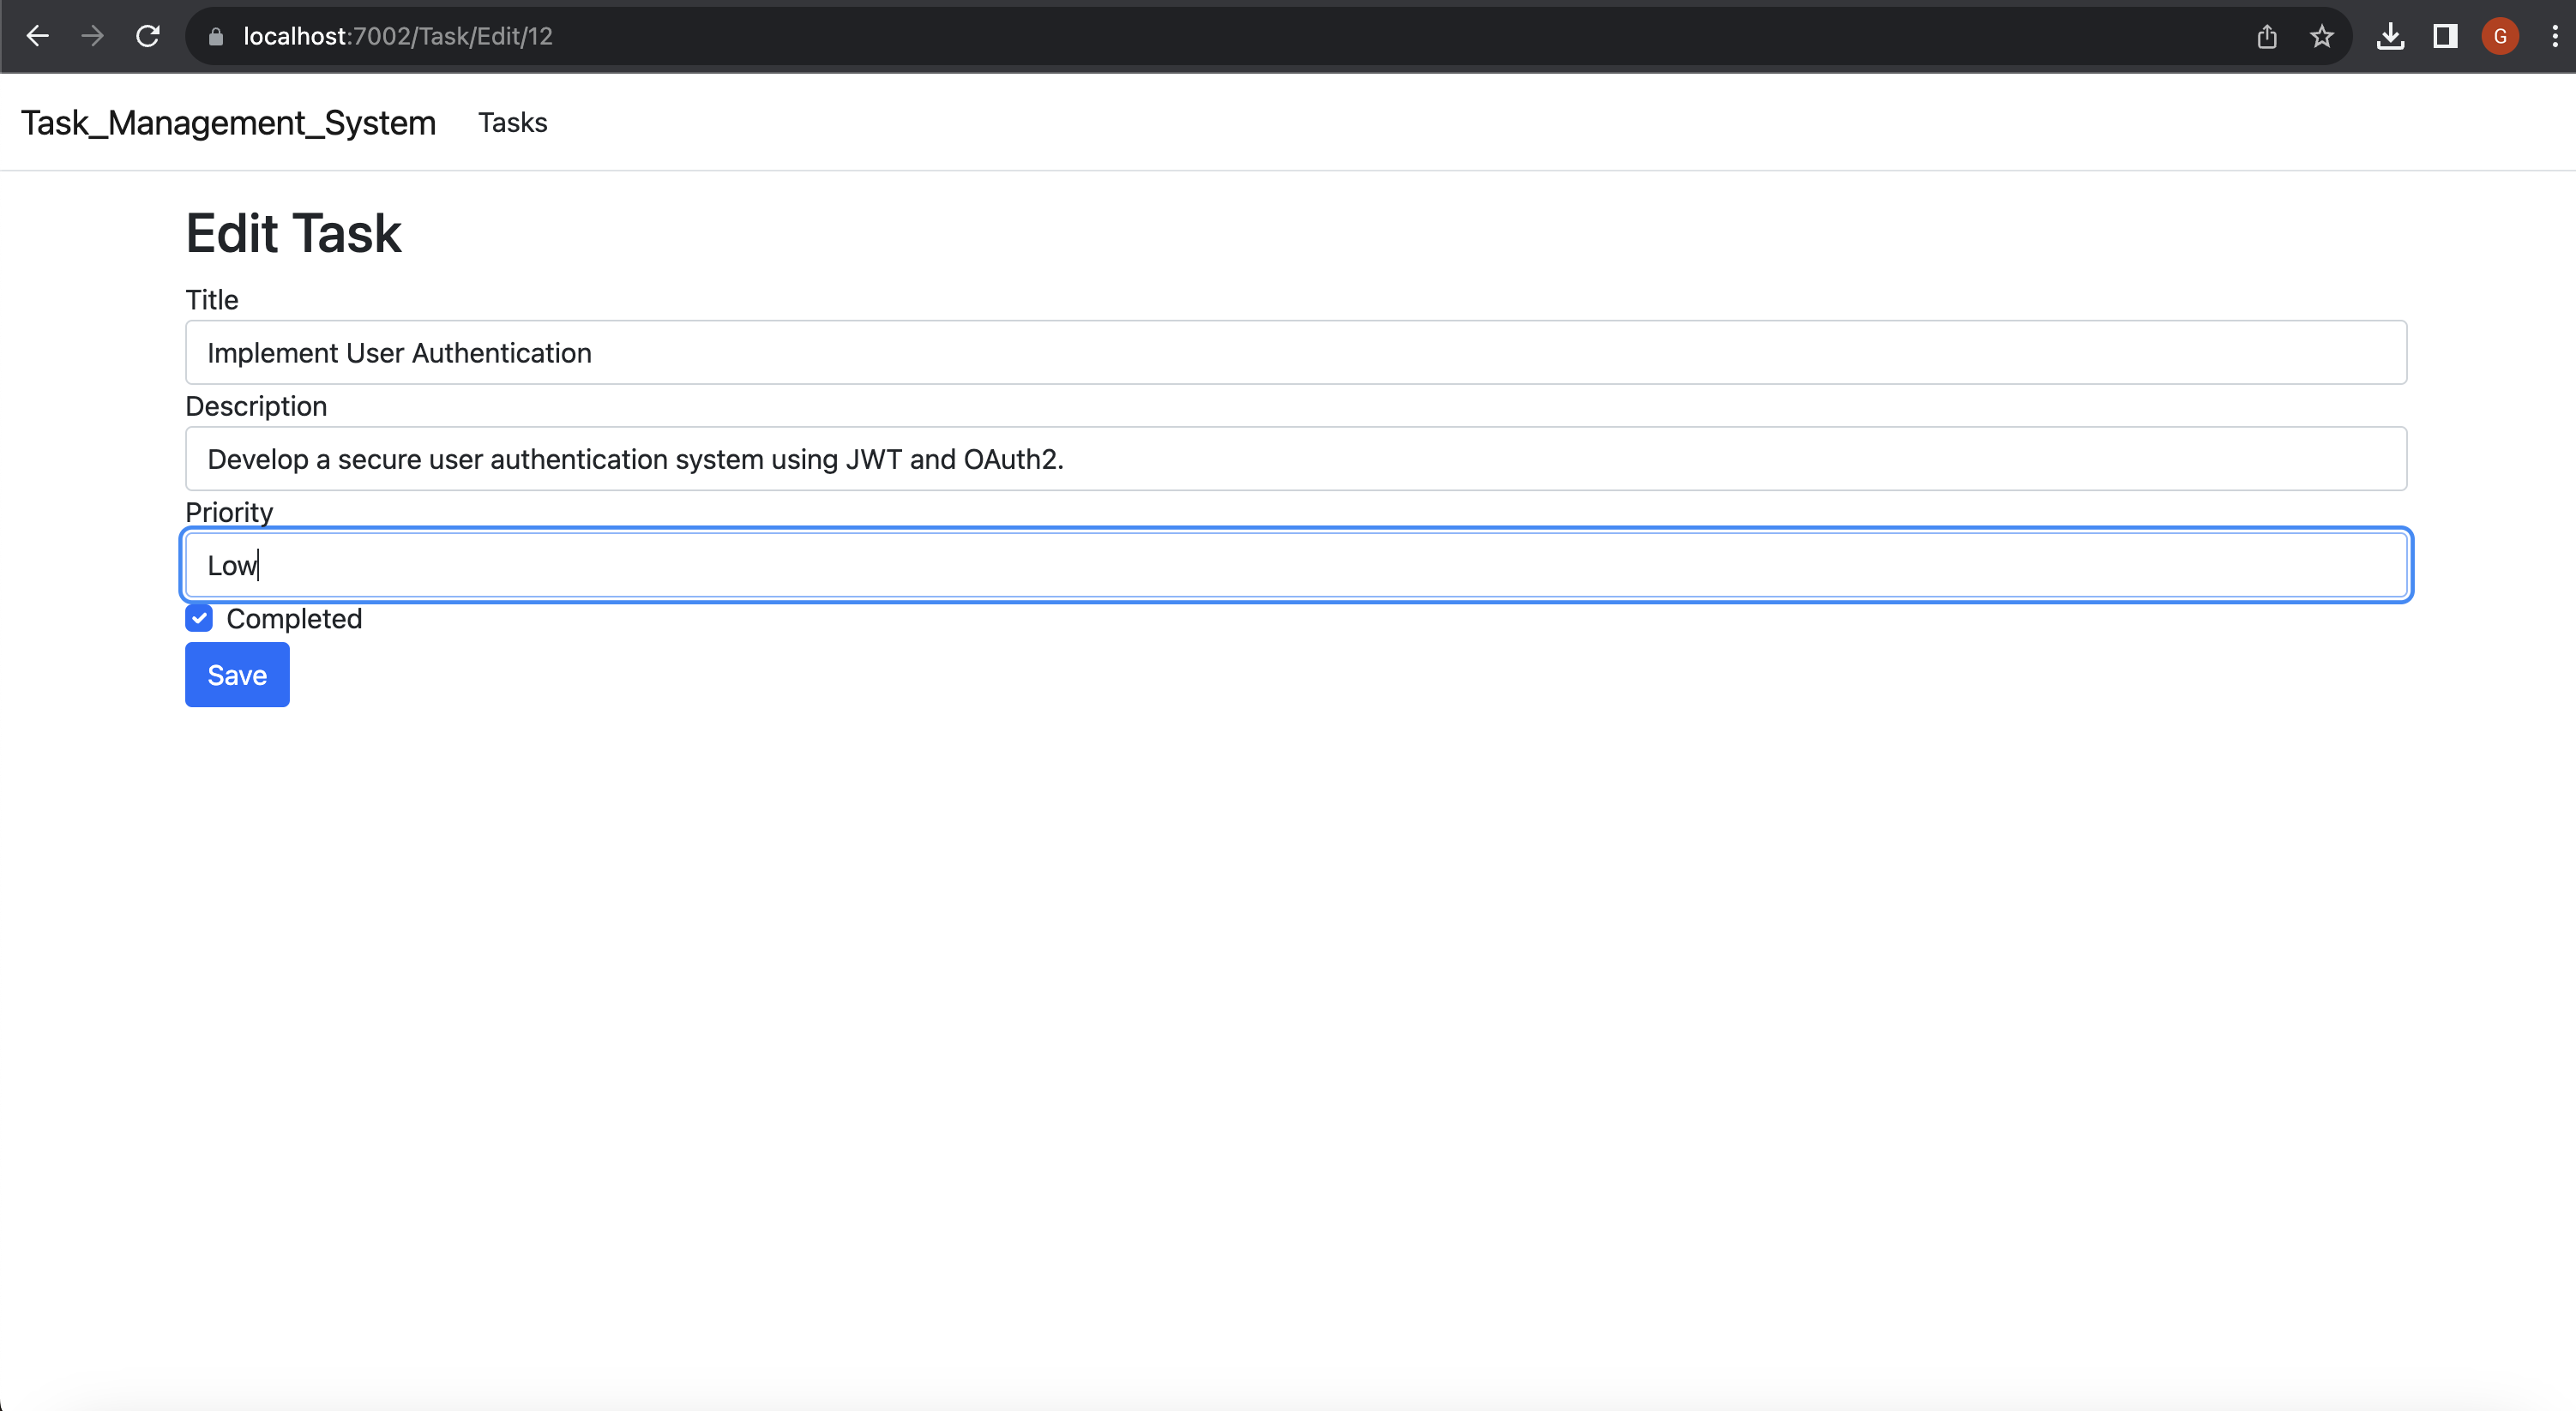 localhost:7002/Task/Edit/12
G
Task_Management_System Tasks
Edit Task
Title
Implement User Authentication
Description
Develop a secure user authentication system using JWT and OAuth2.
Priority
Low
Completed
Save